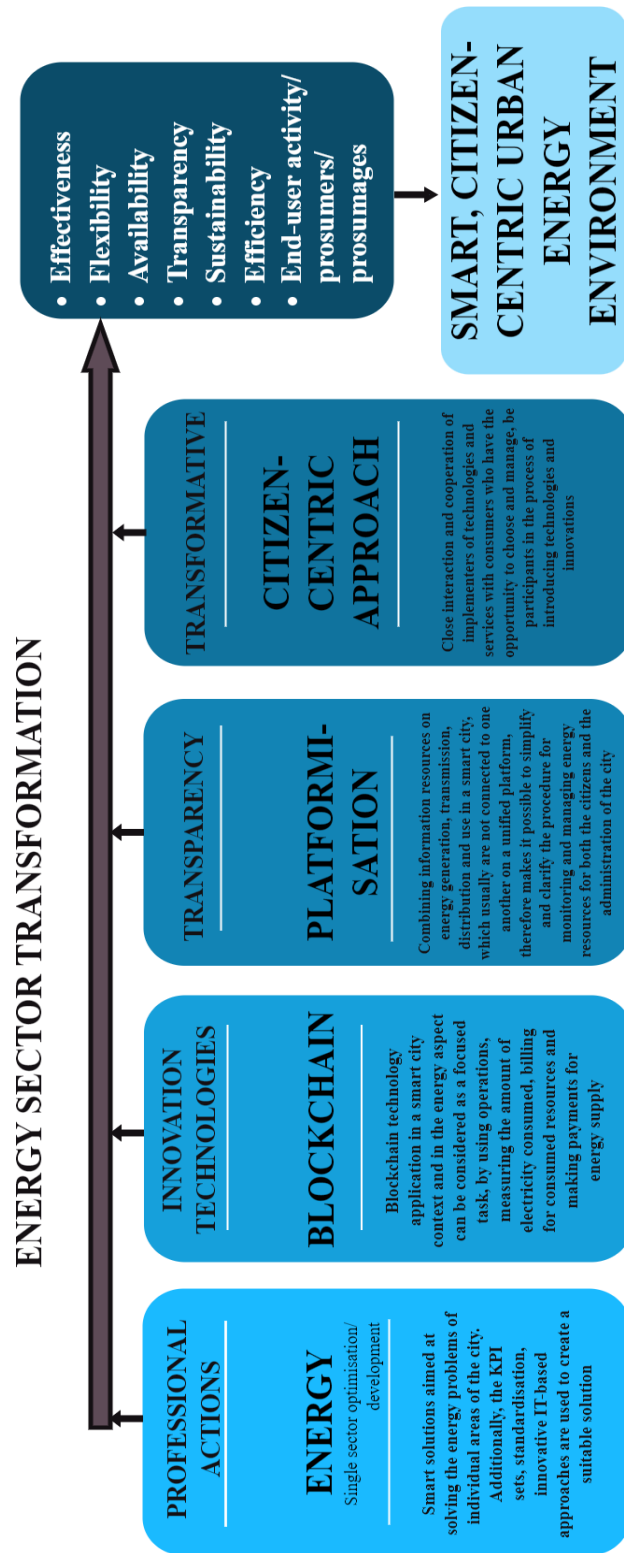 ENERGY SECTOR TRANSFORMATION
PROFESSIONAL
ACTIONS
ENERGY
Single sector optimisation/
development
Smart solutions aimed at
solving the energy problems of
individual areas of the city.
Additionally, the KPI
sets, standardisation,
innovative IT-based
approaches are used to create a
suitable solution
INNOVATION
TECHNOLOGIES
BLOCKCHAIN
Blockchain technology
application in a smart city
context and in the energy aspect
can be considered as a focused
task, by using operations,
measuring the amount of
electricity consumed, billing
for consumed resources and
making payments for
energy supply
TRANSPARENCY
PLATFORMI-
SATION
Combining information resources on
energy generation, transmission,
distribution and use in a smart city,
which usually are not connected to one
another on a unified platform,
therefore makes it possible to simplify
and clarify the procedure for
monitoring and managing energy
resources for both the citizens and the
administration of the city
TRANSFORMATIVE
CITIZEN-
CENTRIC
APPROACH
Close interaction and cooperation of
implementers of technologies and
services with consumers who have the
opportunity to choose and manage, be
participants in the process of
introducing technologies and
innovations
• Effectiveness
• Flexibility
• Availability
• Transparency
• Sustainability
• Efficiency
• End-user activity/
prosumers/
prosumages
SMART, CITIZEN-
CENTRIC URBAN
ENERGY
ENVIRONMENT